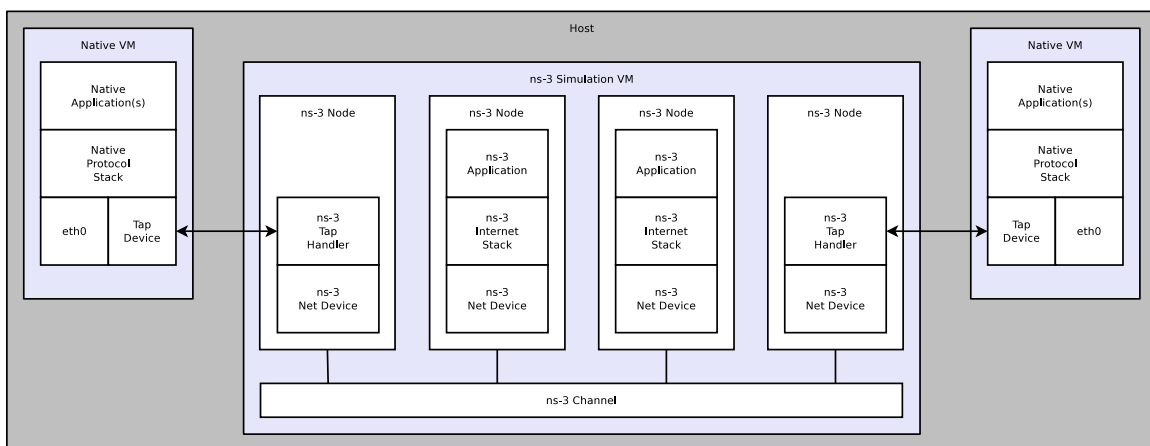 Host
Native VM
Native
Application(s)
Native
Protocol
Stack
eth0
Tap
Device
ns-3 Simulation VM
ns-3 Node
ns-3
Tap
Handler
ns-3
Net Device
ns-3 Node
ns-3
Application
ns-3
Internet
Stack
ns-3
Net Device
ns-3 Node
ns-3
Application
ns-3
Internet
Stack
ns-3
Net Device
ns-3 Node
ns-3
Tap
Handler
ns-3
Net Device
ns-3 Channel
Native VM
Native
Application(s)
Native
Protocol
Stack
Tap
Device
eth0